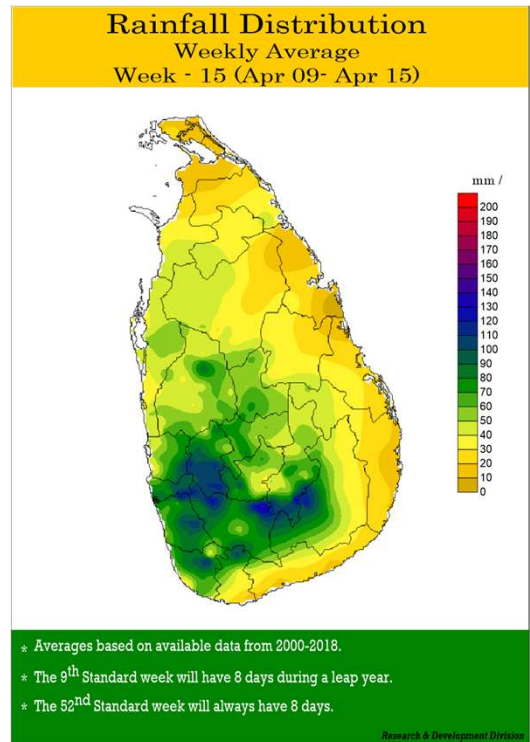 Rainfall Distribution
Weekly Average
Week - 15 (Apr 09- Apr 15)
mm /
200
190
180
170
160
150
140
130
120
110
100
90
80
70
60
50
40
30
20
10
0
* Averages based on available data from 2000-2018.
* The 9th Standard week will have 8 days during a leap year.
* The 52nd Standard week will always have 8 days.
Research & Development Division